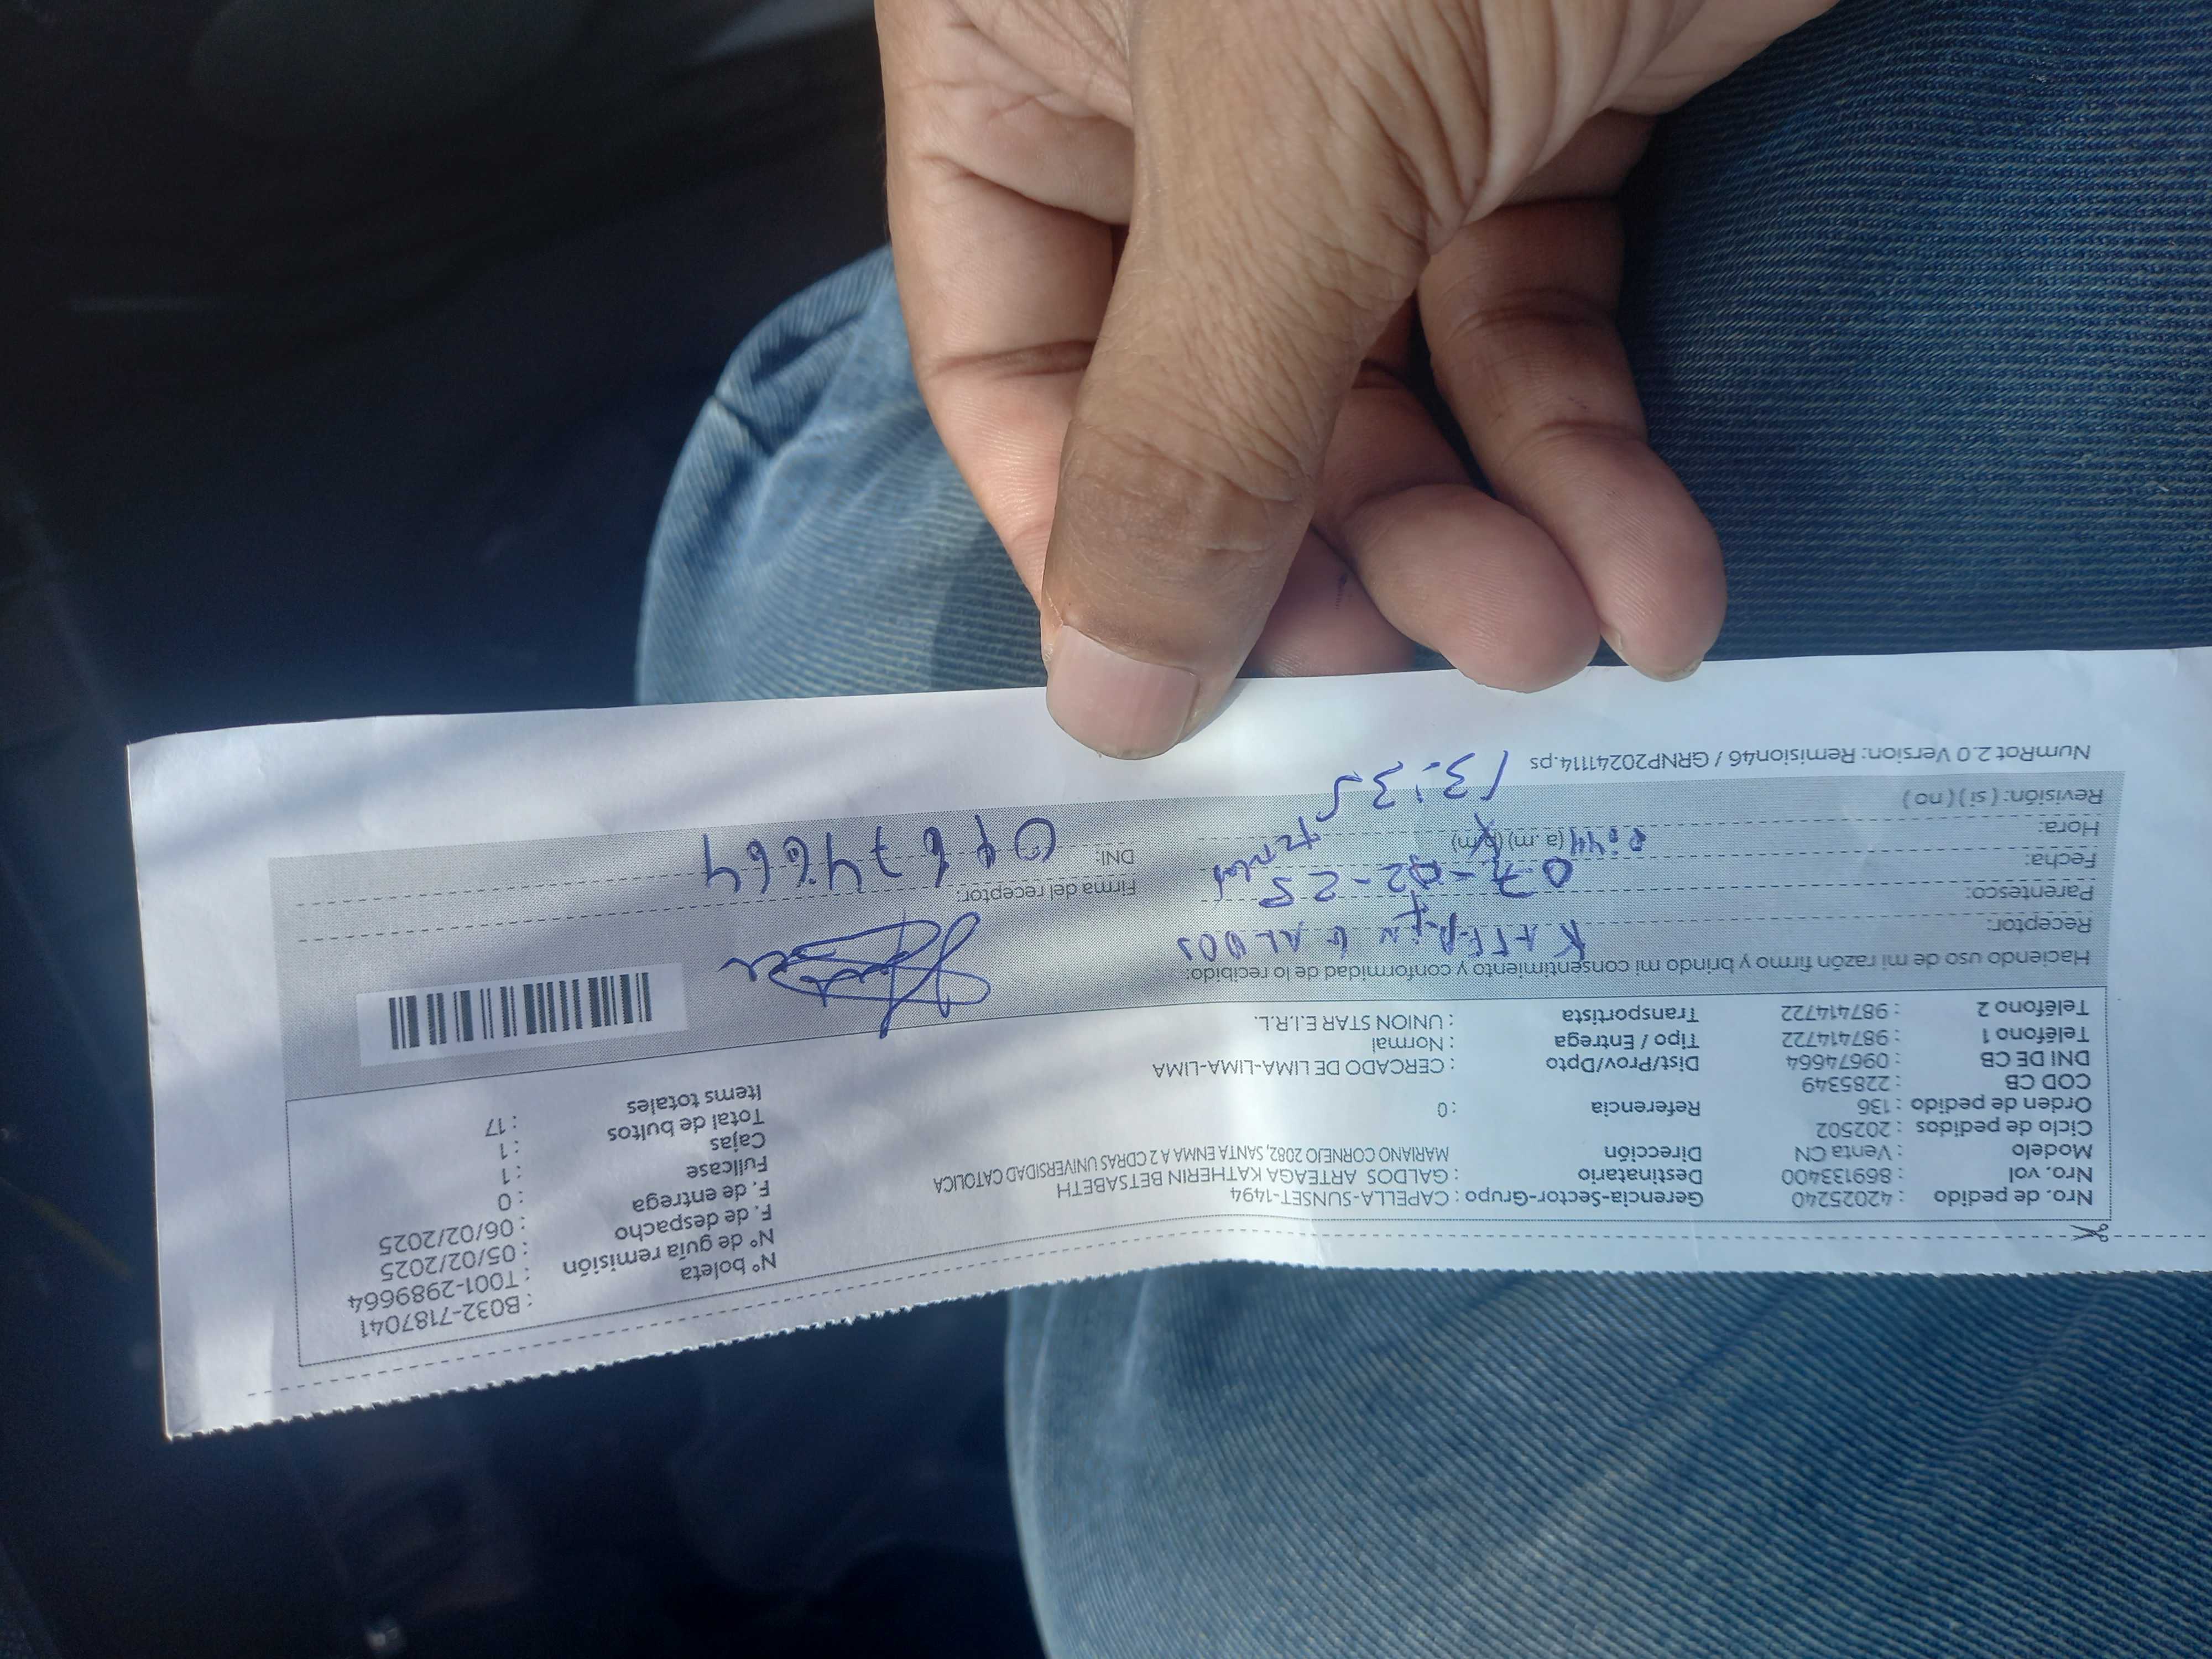 Nro. de pedido : 42025240 Gerencia-Sector-Grupo : CAPELLA-SUNSET-1494 N° boleta : B032-7187041
Nro. vol : 869133400 Destinatario : GALDOS ARTEAGA KATHERIN BETSABETH N° de guía remisión : T001-2989664
Modelo : Venta CN Dirección MARIANO CORNEJO 2082, SANTA ENMA A 2 CDRAS UNIVERSIDAD CATOLICA F. de despacho : 05/02/2025
Ciclo de pedidos : 202502 F. de entrega : 06/02/2025
Orden de pedido : 136 Referencia : 0 Fullcase : 0
COD CB : 2285349 Cajas : 1
DNI DE CB : 09674664 Dist/Prov/Dpto : CERCADO DE LIMA-LIMA-LIMA Total de bultos : 1
Teléfono 1 : 987414722 Tipo / Entrega : Normal Items totales : 17
Teléfono 2 : 987414722 Transportista : UNION STAR E.I.R.L.
Haciendo uso de mi razón firmo y brindo mi consentimiento y conformidad de lo recibido:
Receptor: GALDOS
Parentesco: Firma del receptor:
Fecha: 07-02-25
Hora: (a.m) (p/m) DNI: 09674664
Revisión: ( si ) ( no ) 13:35
NumRot 2.0 Version: Remision46 / GRNP20241114.ps